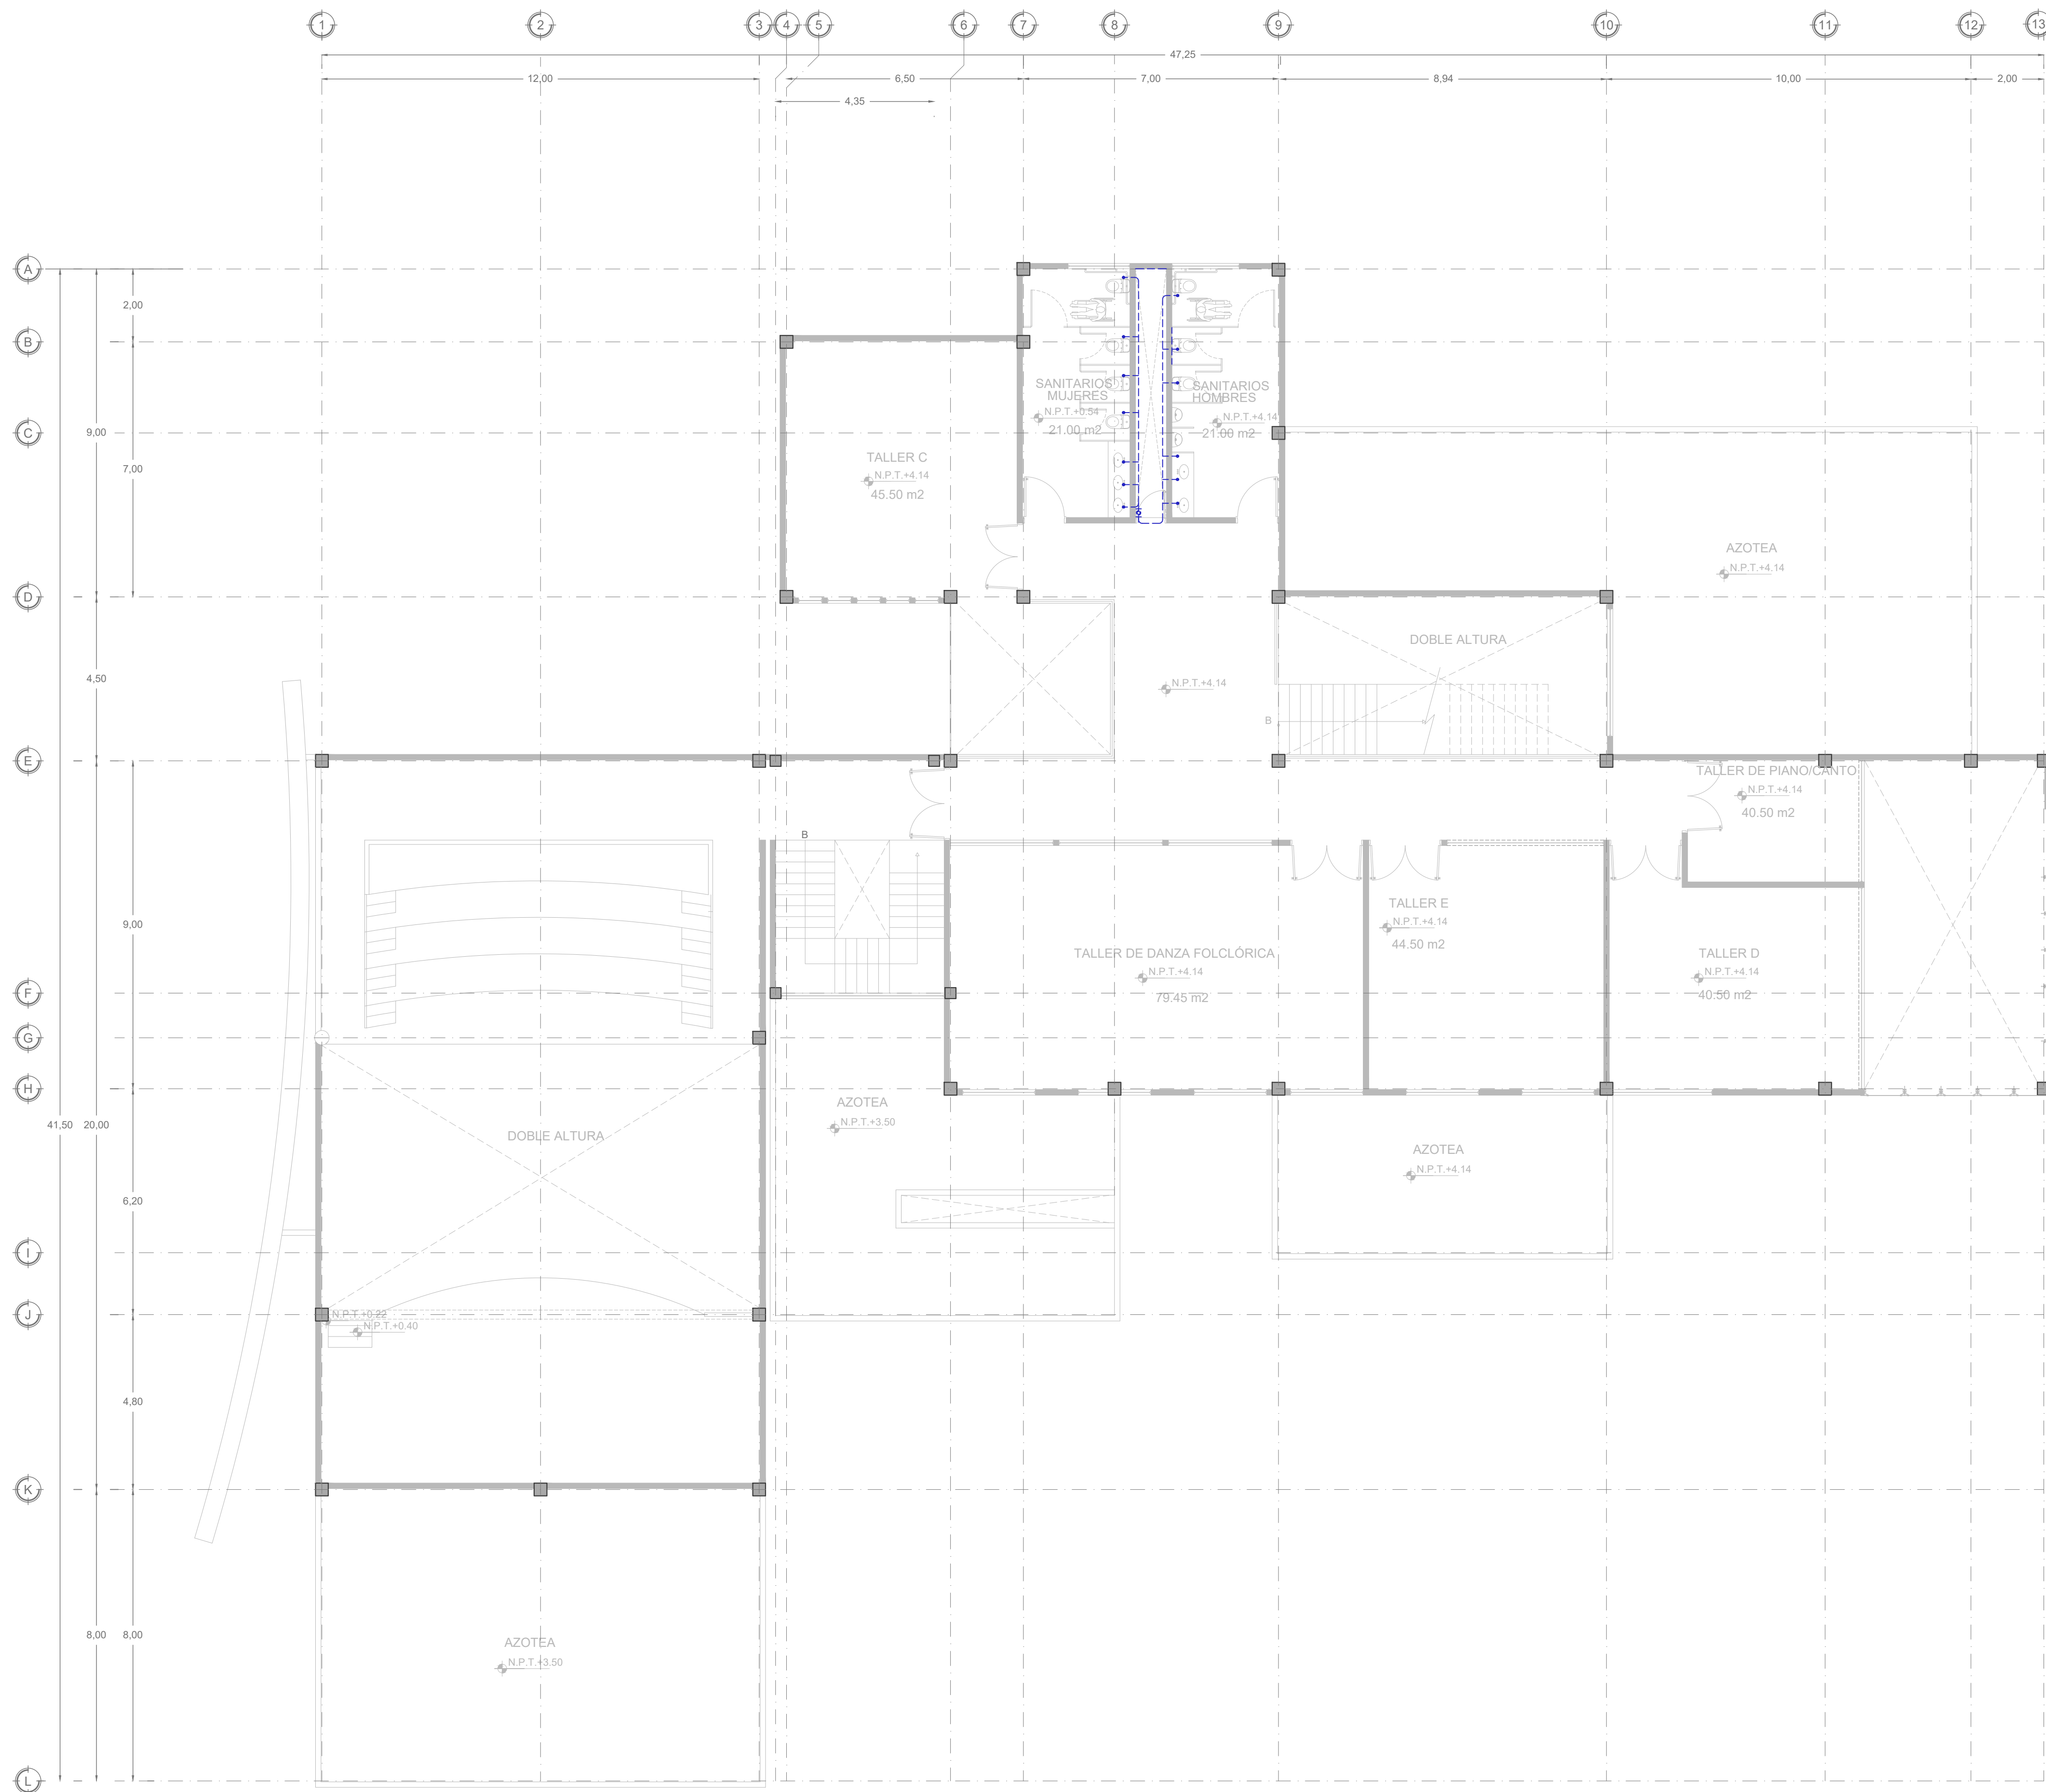 1 2 3 4 5 6 7 8 9 10 11 12 13
47,25
12,00 6,50 7,00 8,94 10,00 2,00
4,35
A
2,00
B
SANITARIOS
MUJERES
N.P.T.+0.54
21.00 m2
SANITARIOS
HOMBRES
N.P.T.+4.14
21.00 m2
C
9,00
7,00
TALLER C
N.P.T.+4.14
45.50 m2
AZOTEA
N.P.T.+4.14
D
DOBLE ALTURA
4,50
N.P.T.+4.14
B
E
TALLER DE PIANO/CANTO
N.P.T.+4.14
40.50 m2
B
9,00
TALLER E
N.P.T.+4.14
44.50 m2
TALLER DE DANZA FOLCLÓRICA
N.P.T.+4.14
79.45 m2
TALLER D
N.P.T.+4.14
40.50 m2
F
G
H
AZOTEA
N.P.T.+3.50
41,50 20,00
DOBLE ALTURA
AZOTEA
N.P.T.+4.14
6,20
I
J
N.P.T.+0.22
N.P.T.+0.40
4,80
K
8,00 8,00
AZOTEA
N.P.T.+3.50
L